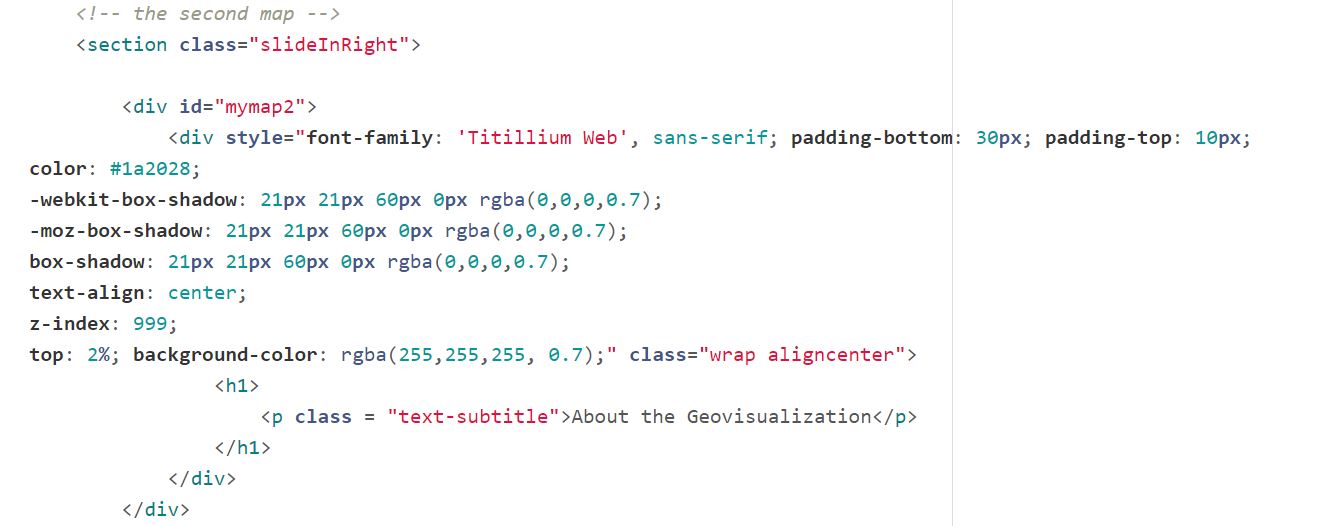 <!-- the second map -->
<section class="slideInRight">
<div id="mymap2">
<div style="font-family: 'Titillium Web', sans-serif; padding-bottom: 30px; padding-top: 10px;
color: #1a2028;
-webkit-box-shadow: 21px 21px 60px 0px rgba(0,0,0,0.7);
-moz-box-shadow: 21px 21px 60px 0px rgba(0,0,0,0.7);
box-shadow: 21px 21px 60px 0px rgba(0,0,0,0.7);
text-align: center;
z-index: 999;
top: 2%; background-color: rgba(255,255,255, 0.7);" class="wrap aligncenter">
<h1>
<p class = "text-subtitle">About the Geovisualization</p>
</h1>
</div>
</div>